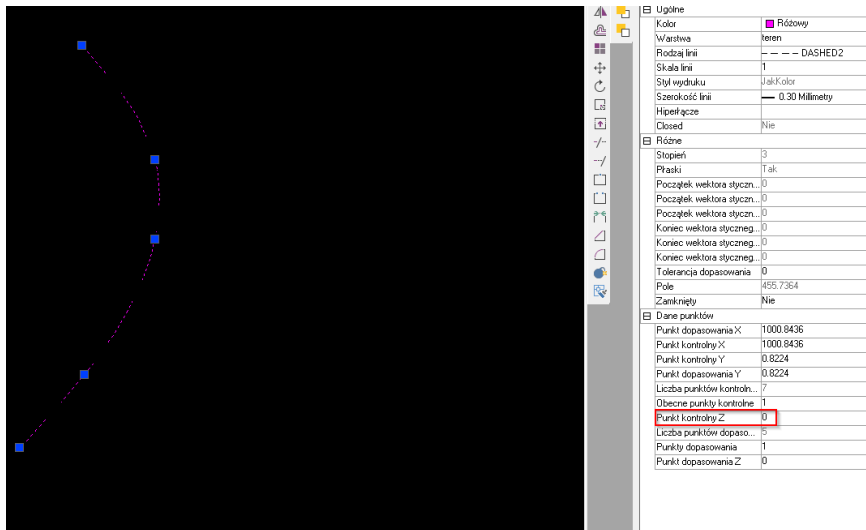 Ogólne
Kolor Różowy
Warstwa teren
Rodzaj linii DASHED2
Skala linii 1
Styl wydruku JakKolor
Szerokość linii 0.30 Millimetry
Hiperłącze
Closed Nie
Różne
Stopień 3
Płaski Tak
Początek wektora styczn... 0
Początek wektora styczn... 0
Początek wektora styczn... 0
Koniec wektora styczneg... 0
Koniec wektora styczneg... 0
Koniec wektora styczneg... 0
Tolerancja dopasowania 0
Pole 455.7364
Zamknięty Nie
Dane punktów
Punkt dopasowania X 1000.8436
Punkt kontrolny X 1000.8436
Punkt kontrolny Y 0.8224
Punkt dopasowania Y 0.8224
Liczba punktów kontroln... 7
Obecne punkty kontrolne 1
Punkt kontrolny Z 0
Liczba punktów dopaso... 5
Punkty dopasowania 1
Punkt dopasowania Z 0